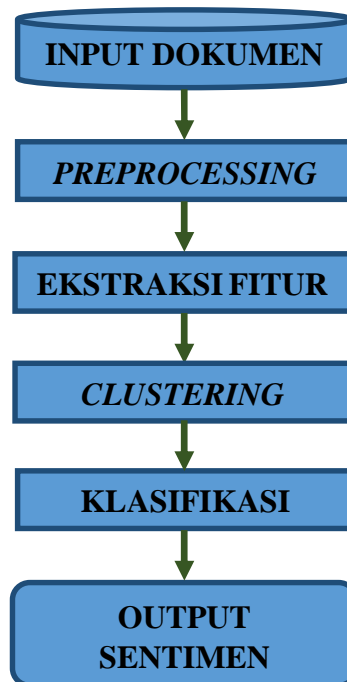 INPUT DOKUMEN
PREPROCESSING
EKSTRAKSI FITUR
CLUSTERING
KLASIFIKASI
OUTPUT
SENTIMEN